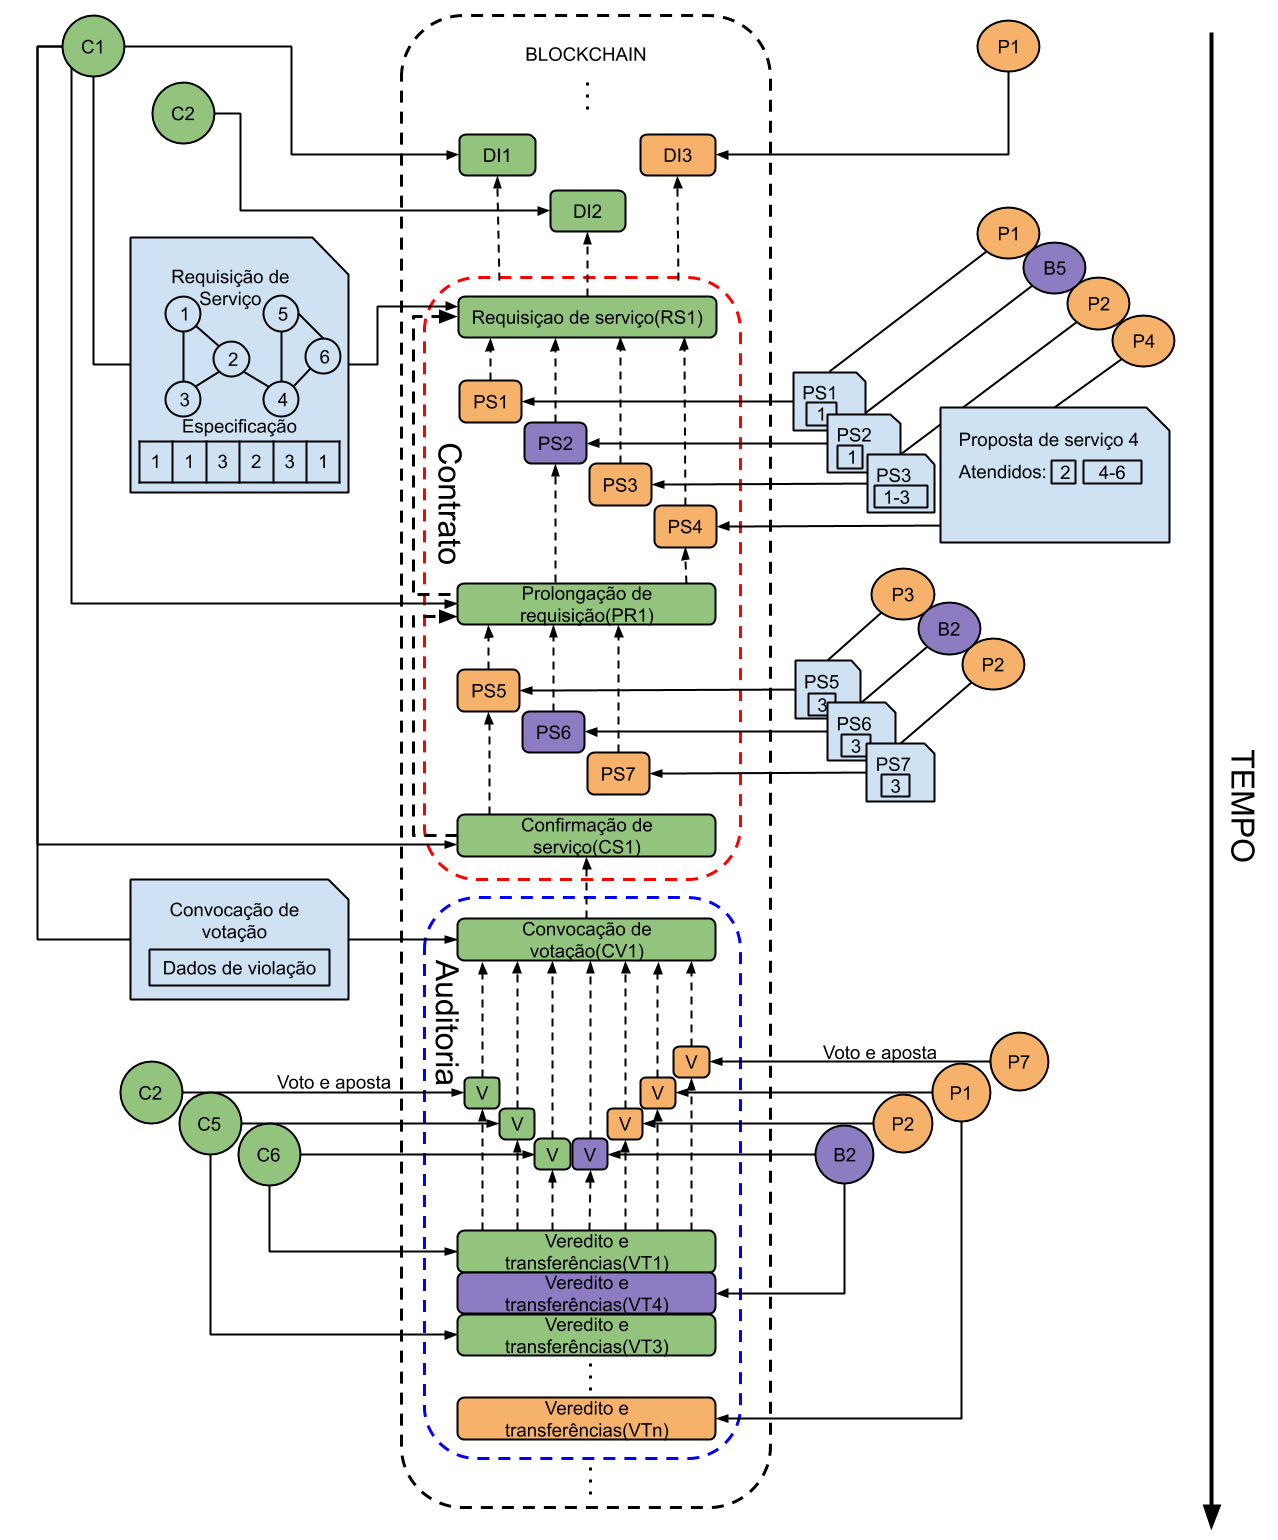 C1
BLOCKCHAIN
P1
C2
DI1
DI3
DI2
P1
B5
P2
P4
Requisição de
Serviço
1
5
2
6
3
4
Especificação
1 1 3 2 3 1
Requisiçao de serviço(RS1)
PS1
PS2
PS3
PS4
Contrato
PS1
1
PS2
1
PS3
1-3
Proposta de serviço 4
Atendidos: 2 4-6
Prolongação de
requisição(PR1)
P3
B2
P2
PS5
PS6
PS7
PS5
3
PS6
3
PS7
3
TEMPO
Confirmação de
serviço(CS1)
Convocação de
votação
Dados de violação
Convocação de
votação(CV1)
Auditoria
Voto e aposta
Voto e aposta
C2
C5
C6
V
V
V
V
V
V
V
P7
P1
P2
B2
Veredito e
transferências(VT1)
Veredito e
transferências(VT4)
Veredito e
transferências(VT3)
Veredito e
transferências(VTn)